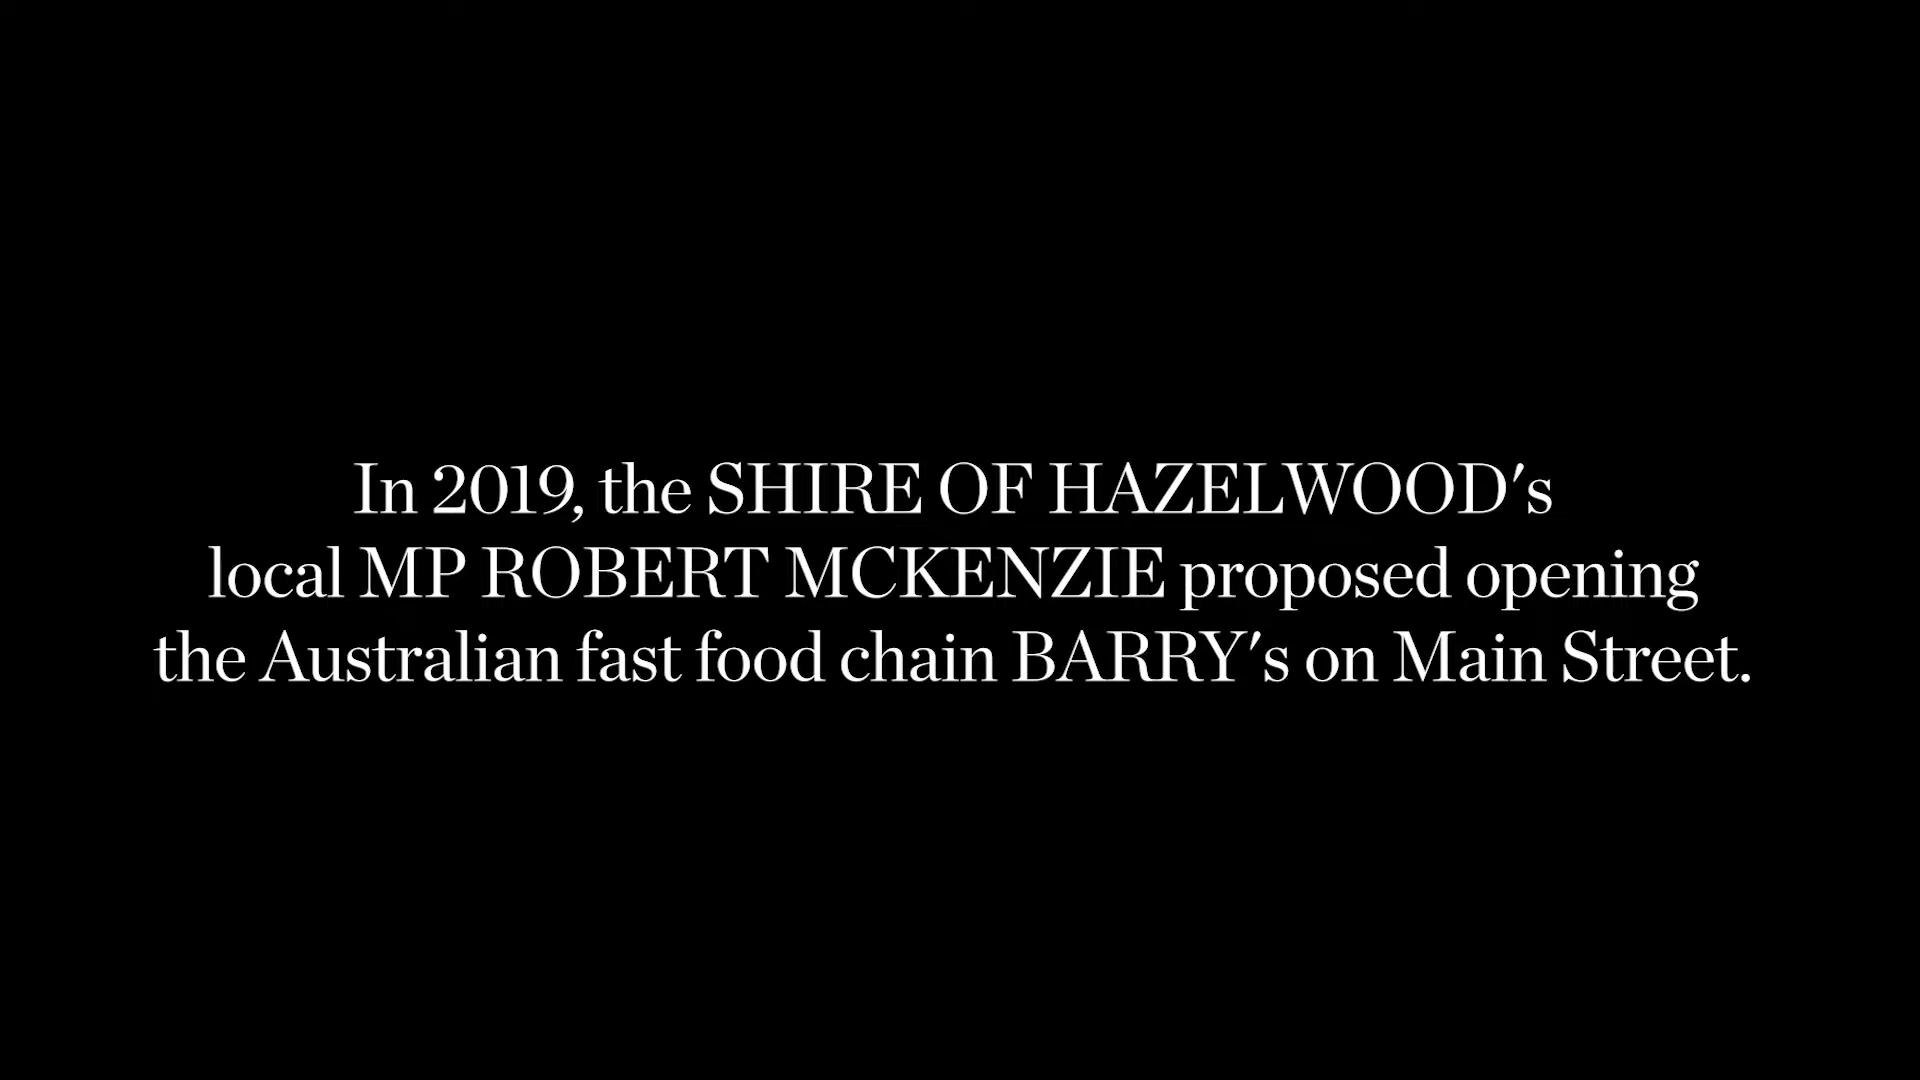 In 2019, the SHIRE OF HAZELWOOD's
local MP ROBERT MCKENZIE proposed opening
the Australian fast food chain BARRY's on Main Street.